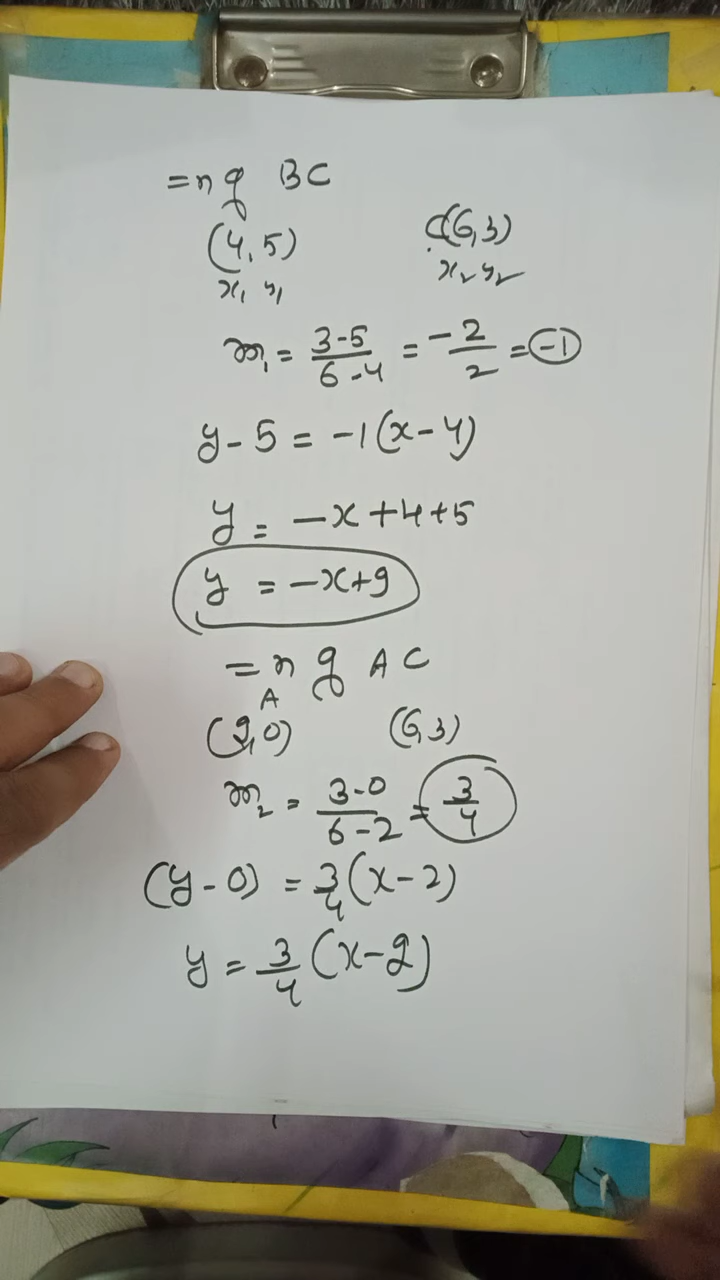 =n of BC
(4,5) C(6,3)
x₁ y₁ x₂ y₂
m₁ = 3-5/6-4 = -2/2 = -1
y-5 = -1(x-4)
y = -x+4+5
y = -x+9
=n of AC
A
(2,0) (6,3)
m₂ = 3-0/6-2 = 3/4
(y-0) = 3/4(x-2)
y = 3/4(x-2)